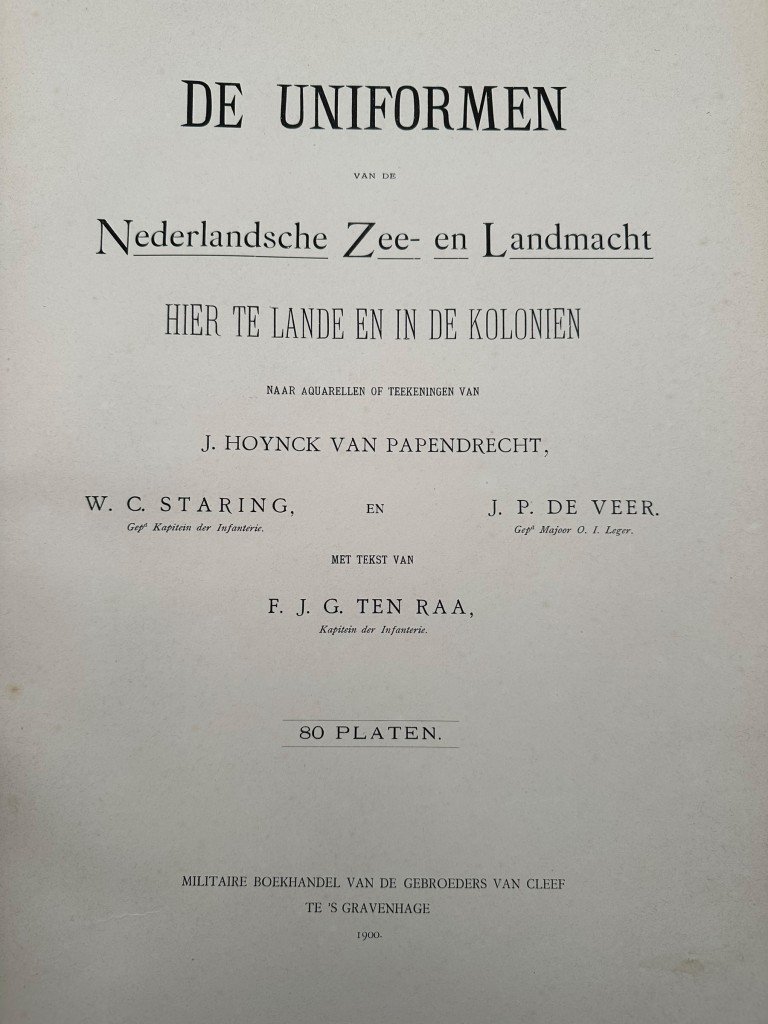 DE UNIFORMEN
VAN DE
Nederlandsche Zee- en Landmacht
HIER TE LANDE EN IN DE KOLONIEN
NAAR AQUARELLEN OF TEEKENINGEN VAN
J. HOYNCK VAN PAPENDRECHT,
W. C. STARING, EN J. P. DE VEER.
Gepᵈ Kapitein der Infanterie. Gepᵈ Majoor O. I. Leger.
MET TEKST VAN
F. J. G. TEN RAA,
Kapitein der Infanterie.
80 PLATEN.
MILITAIRE BOEKHANDEL VAN DE GEBROEDERS VAN CLEEF
TE 'S GRAVENHAGE
1900.